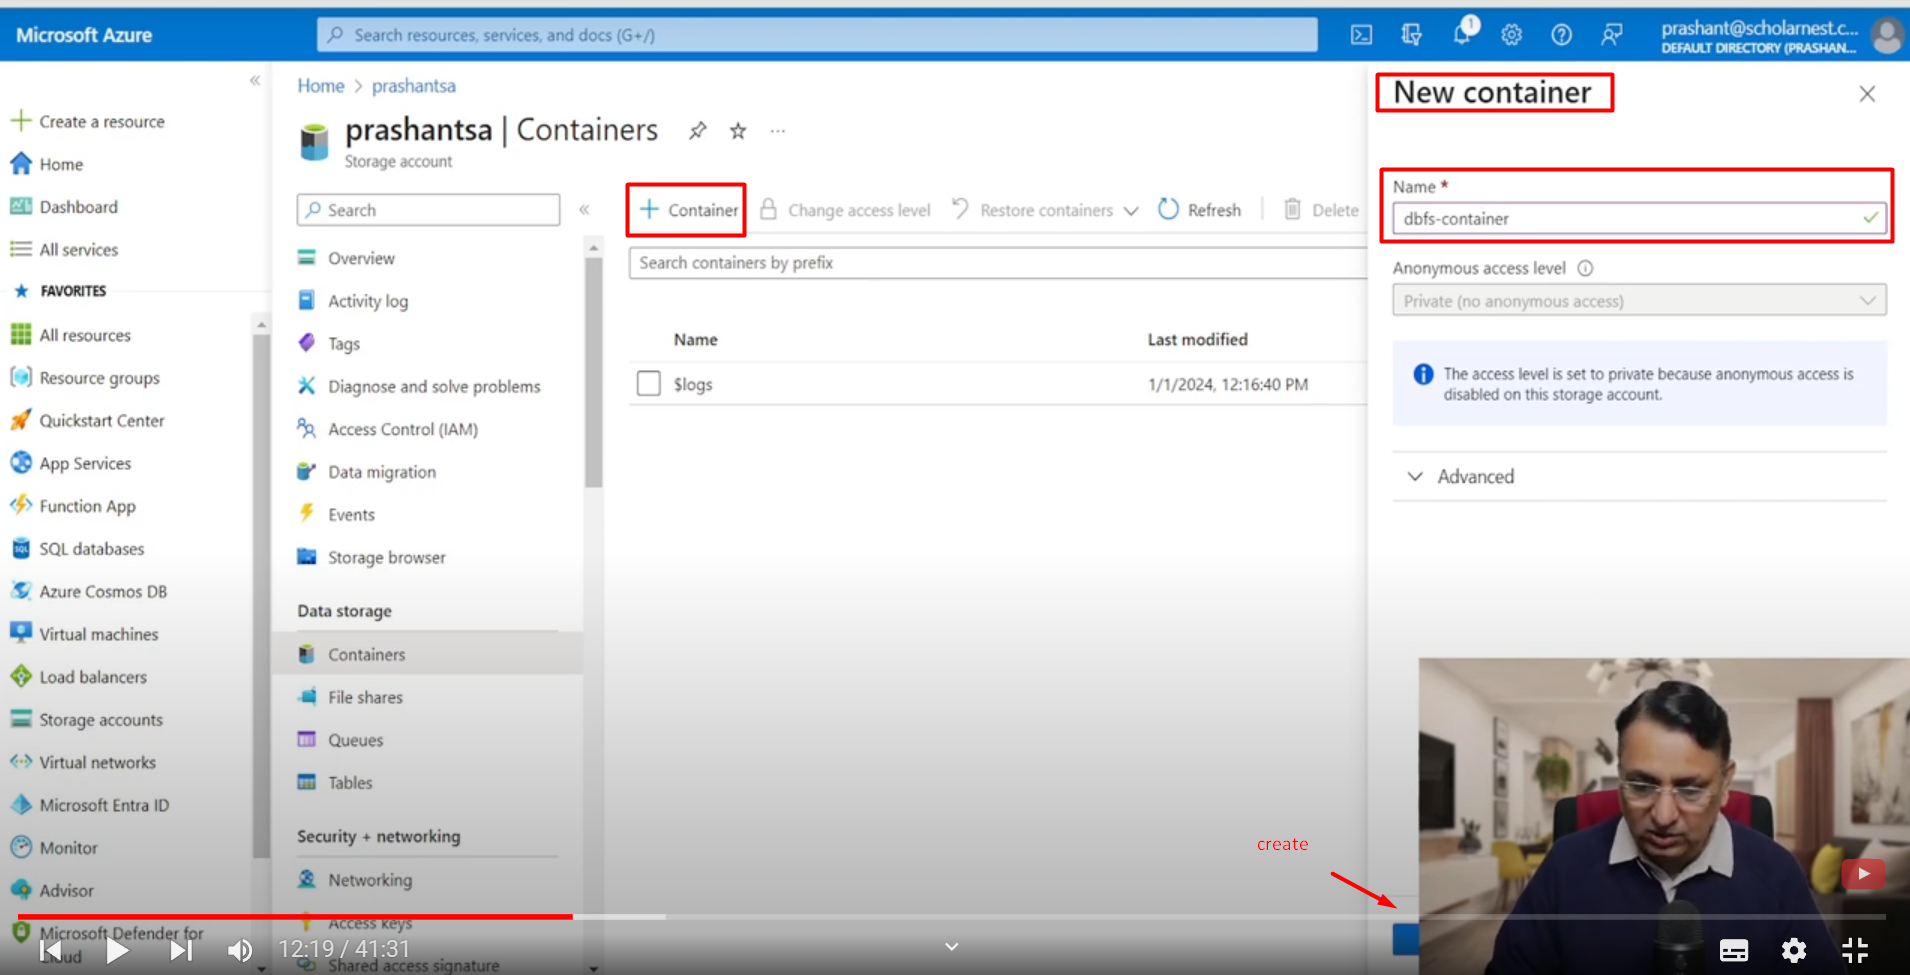 Microsoft Azure
Search resources, services, and docs (G+/)
1
prashant@scholarnest.c...
DEFAULT DIRECTORY (PRASHAN...
«
Create a resource
Home
Dashboard
All services
FAVORITES
All resources
Resource groups
Quickstart Center
App Services
Function App
SQL databases
Azure Cosmos DB
Virtual machines
Load balancers
Storage accounts
Virtual networks
Microsoft Entra ID
Monitor
Advisor
Microsoft Defender for
Cloud
Home > prashantsa
prashantsa | Containers
...
Storage account
Search
«
Overview
Activity log
Tags
Diagnose and solve problems
Access Control (IAM)
Data migration
Events
Storage browser
Data storage
Containers
File shares
Queues
Tables
Security + networking
Networking
Access keys
Shared access signature
+ Container
Change access level
Restore containers
Refresh
Delete
Search containers by prefix
Name
Last modified
$logs
1/1/2024, 12:16:40 PM
New container
Name *
dbfs-container
Anonymous access level
Private (no anonymous access)
The access level is set to private because anonymous access is
disabled on this storage account.
Advanced
create
12:19 / 41:31